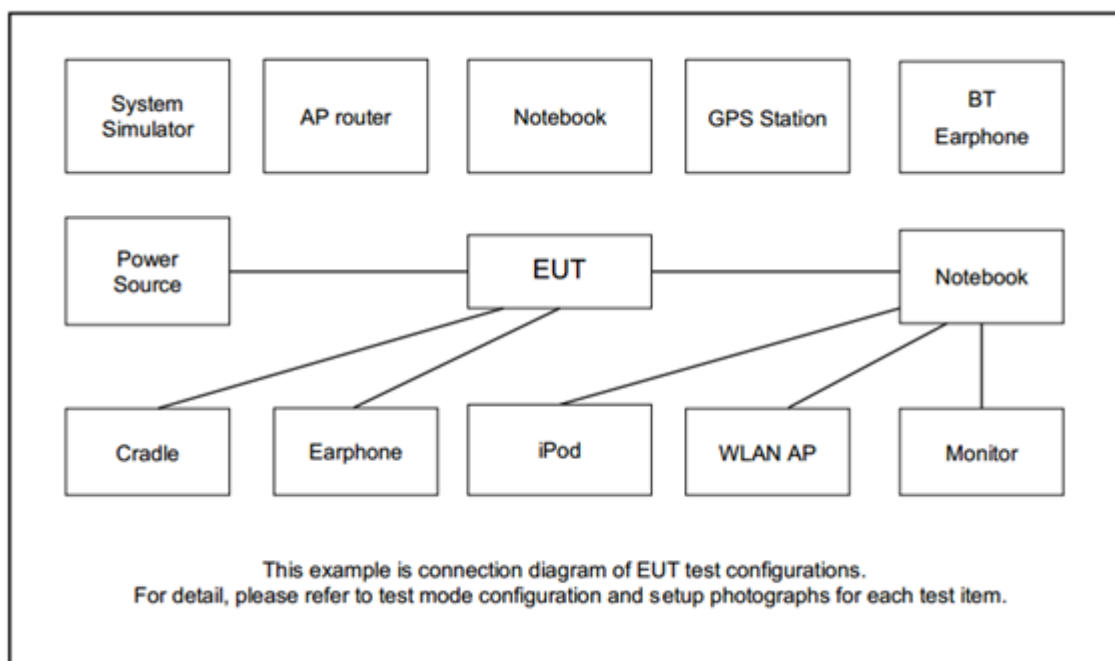 System
Simulator
AP router
Notebook
GPS Station
BT
Earphone
Power
Source
EUT
Notebook
Cradle
Earphone
iPod
WLAN AP
Monitor
This example is connection diagram of EUT test configurations.
For detail, please refer to test mode configuration and setup photographs for each test item.